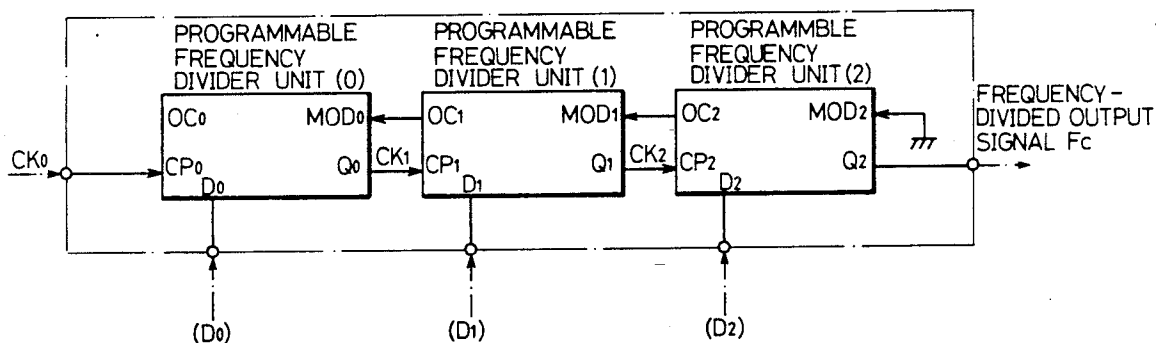 PROGRAMMABLE
FREQUENCY
DIVIDER UNIT (0)
PROGRAMMABLE
FREQUENCY
DIVIDER UNIT (1)
PROGRAMMBLE
FREQUENCY
DIVIDER UNIT (2)
OC0
MOD0
OC1
MOD1
OC2
MOD2
FREQUENCY-
DIVIDED OUTPUT
SIGNAL Fc
CK0
CP0
Q0
CK1
CP1
Q1
CK2
CP2
Q2
D0
D1
D2
(D0)
(D1)
(D2)